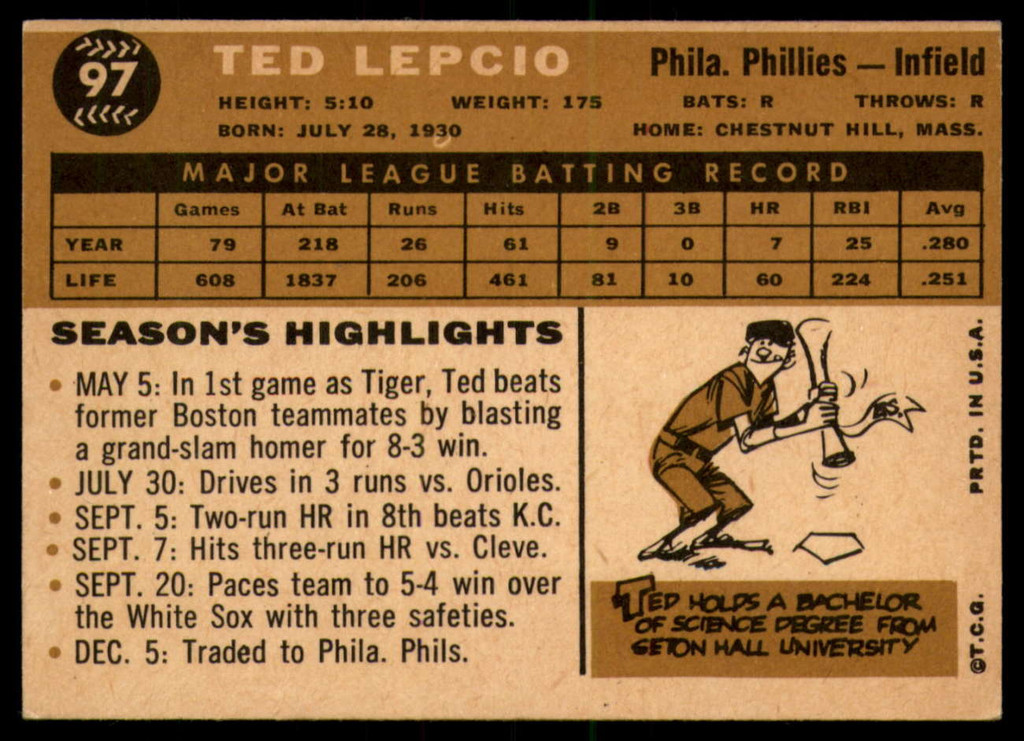 97
TED LEPCIO
Phila. Phillies — Infield
HEIGHT: 5:10 WEIGHT: 175 BATS: R THROWS: R
BORN: JULY 28, 1930 HOME: CHESTNUT HILL, MASS.
MAJOR LEAGUE BATTING RECORD
Games At Bat Runs Hits 2B 3B HR RBI Avg
YEAR 79 218 26 61 9 0 7 25 .280
LIFE 608 1837 206 461 81 10 60 224 .251
SEASON'S HIGHLIGHTS
• MAY 5: In 1st game as Tiger, Ted beats
former Boston teammates by blasting
a grand-slam homer for 8-3 win.
• JULY 30: Drives in 3 runs vs. Orioles.
• SEPT. 5: Two-run HR in 8th beats K.C.
• SEPT. 7: Hits three-run HR vs. Cleve.
• SEPT. 20: Paces team to 5-4 win over
the White Sox with three safeties.
• DEC. 5: Traded to Phila. Phils.
TED HOLDS A BACHELOR
OF SCIENCE DEGREE FROM
SETON HALL UNIVERSITY
©T.C.G. PRTD. IN U.S.A.